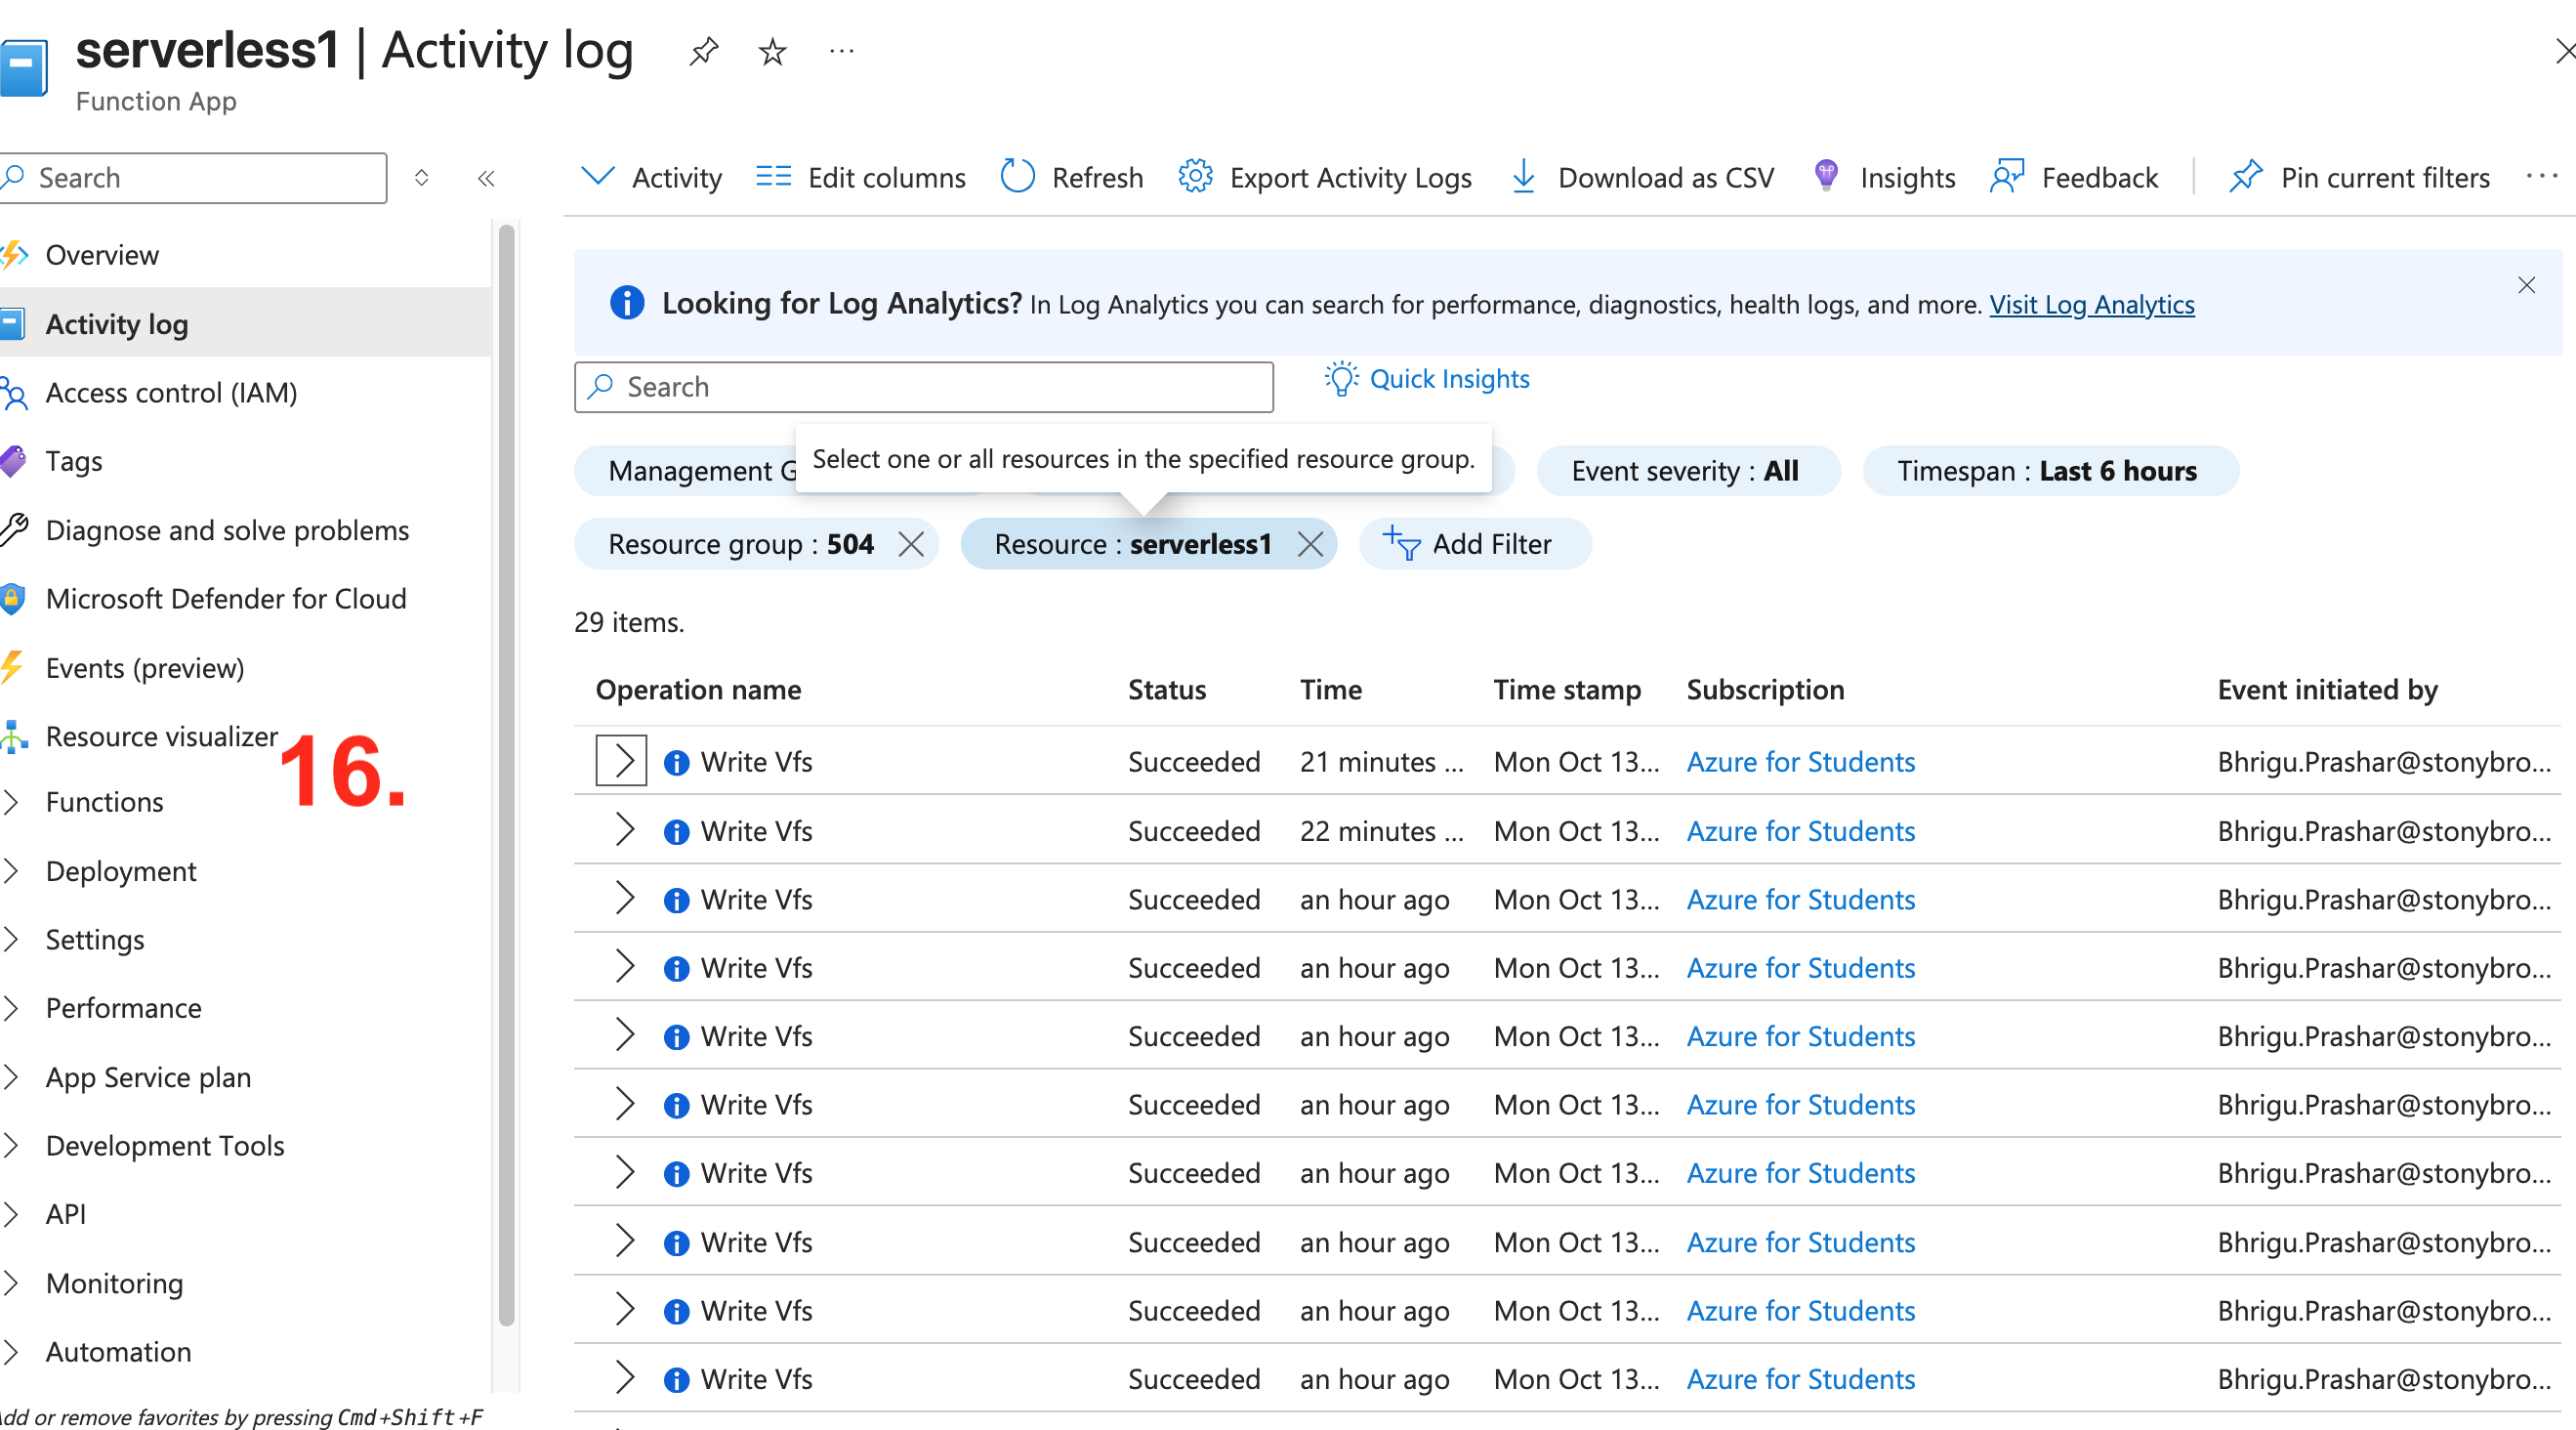 serverless1 | Activity log
Function App
Search
Activity
Edit columns
Refresh
Export Activity Logs
Download as CSV
Insights
Feedback
Pin current filters
Overview
Activity log
Access control (IAM)
Tags
Diagnose and solve problems
Microsoft Defender for Cloud
Events (preview)
Resource visualizer
16.
Functions
Deployment
Settings
Performance
App Service plan
Development Tools
API
Monitoring
Automation
dd or remove favorites by pressing Cmd+Shift+F
Looking for Log Analytics? In Log Analytics you can search for performance, diagnostics, health logs, and more. Visit Log Analytics
Search
Quick Insights
Select one or all resources in the specified resource group.
Management G
Event severity : All
Timespan : Last 6 hours
Resource group : 504
Resource : serverless1
Add Filter
29 items.
Operation name Status Time Time stamp Subscription Event initiated by
Write Vfs Succeeded 21 minutes ... Mon Oct 13... Azure for Students Bhrigu.Prashar@stonybro...
Write Vfs Succeeded 22 minutes ... Mon Oct 13... Azure for Students Bhrigu.Prashar@stonybro...
Write Vfs Succeeded an hour ago Mon Oct 13... Azure for Students Bhrigu.Prashar@stonybro...
Write Vfs Succeeded an hour ago Mon Oct 13... Azure for Students Bhrigu.Prashar@stonybro...
Write Vfs Succeeded an hour ago Mon Oct 13... Azure for Students Bhrigu.Prashar@stonybro...
Write Vfs Succeeded an hour ago Mon Oct 13... Azure for Students Bhrigu.Prashar@stonybro...
Write Vfs Succeeded an hour ago Mon Oct 13... Azure for Students Bhrigu.Prashar@stonybro...
Write Vfs Succeeded an hour ago Mon Oct 13... Azure for Students Bhrigu.Prashar@stonybro...
Write Vfs Succeeded an hour ago Mon Oct 13... Azure for Students Bhrigu.Prashar@stonybro...
Write Vfs Succeeded an hour ago Mon Oct 13... Azure for Students Bhrigu.Prashar@stonybro...